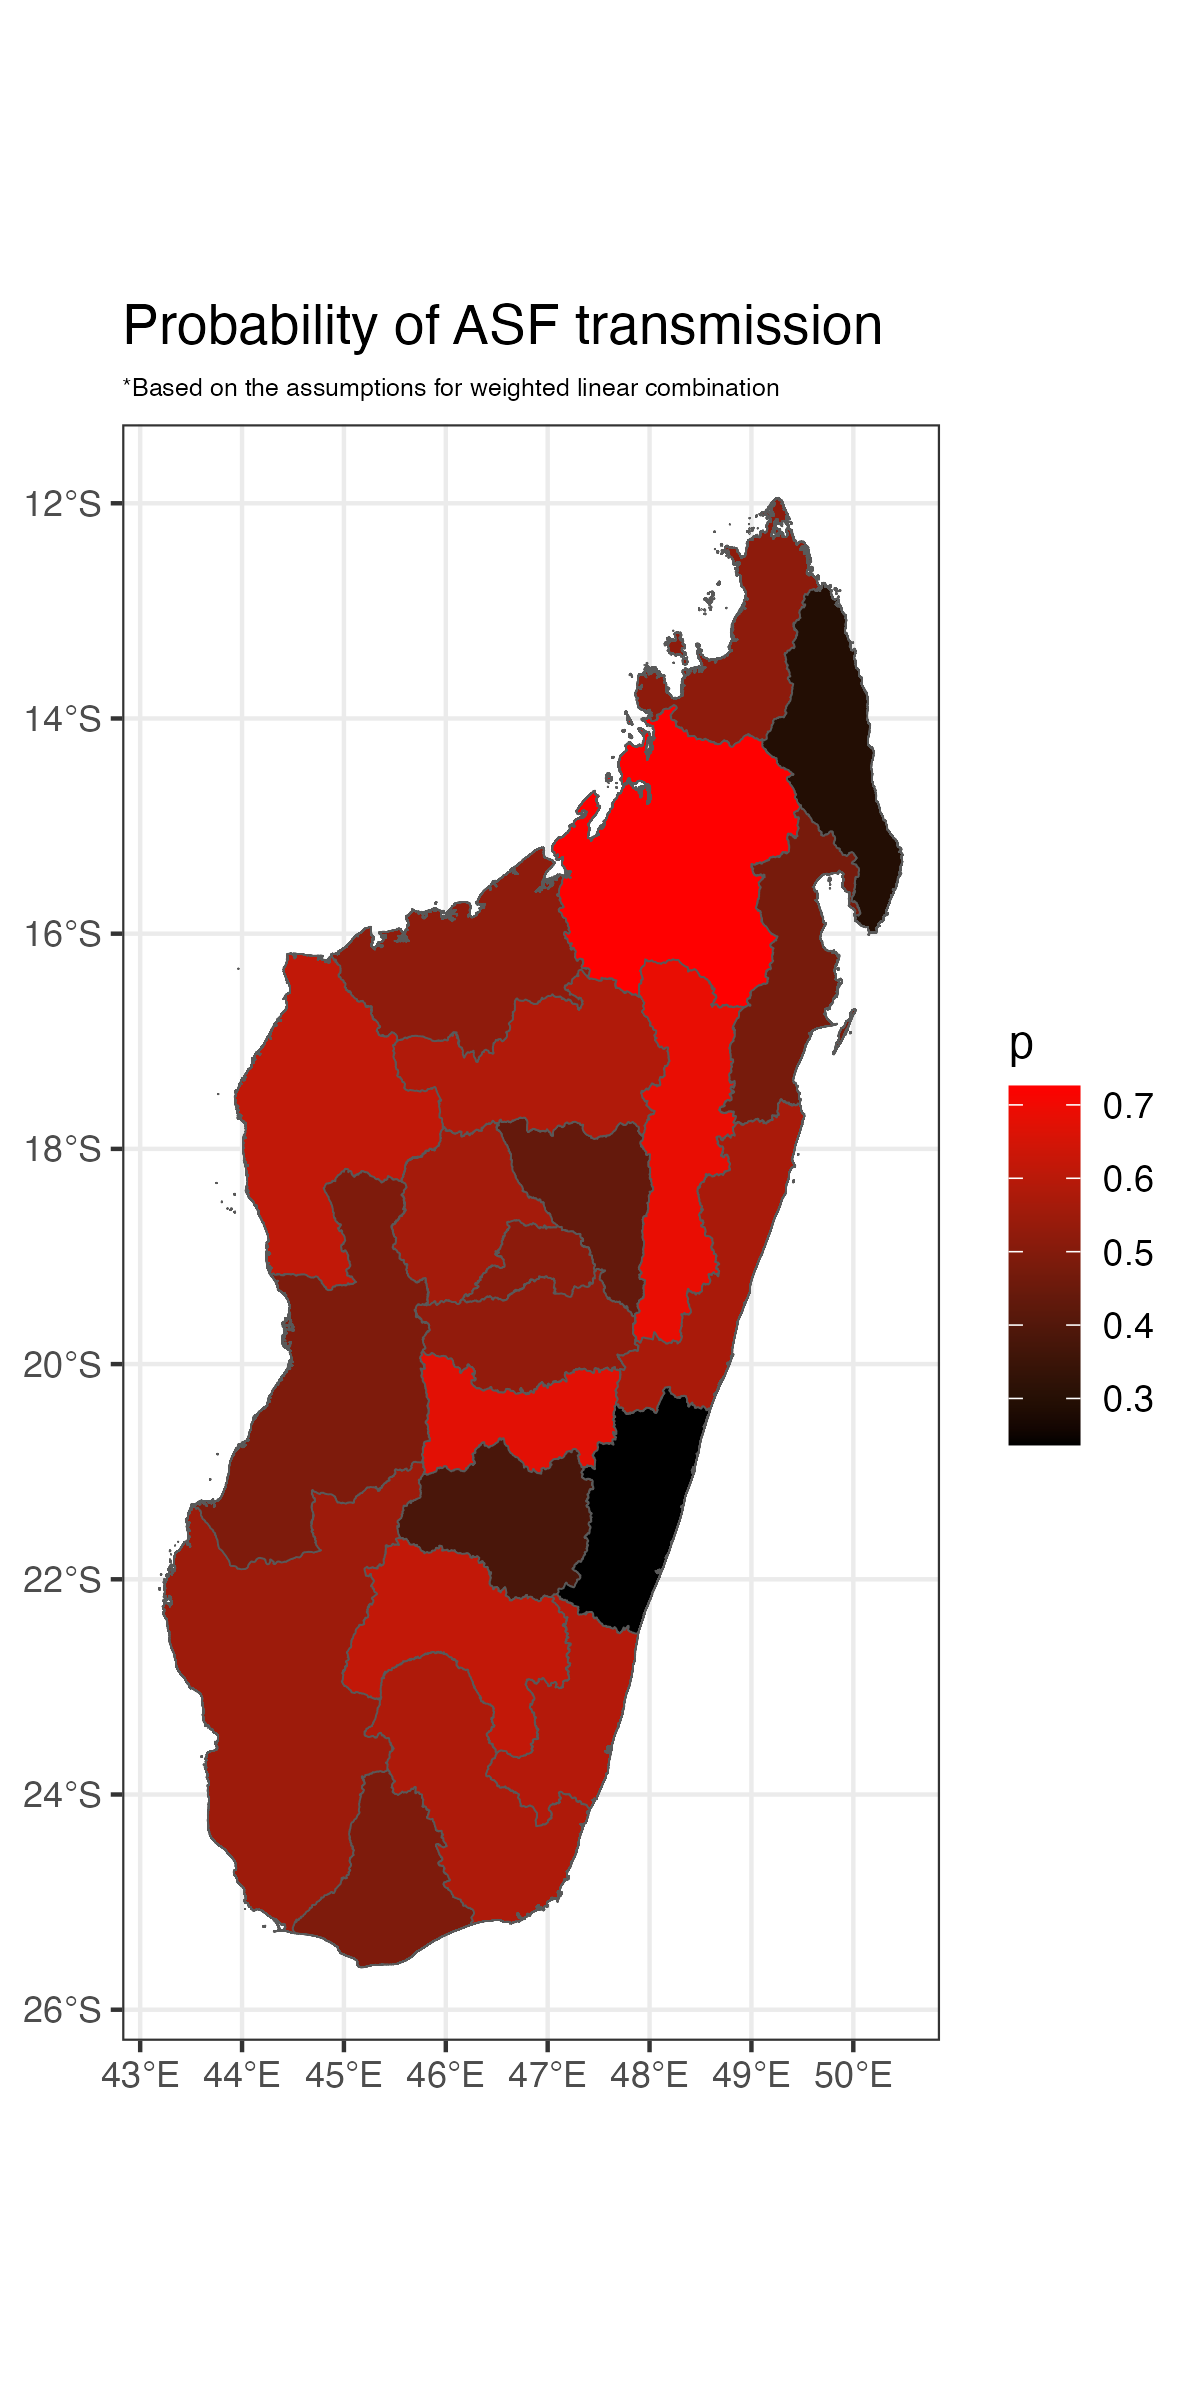 Probability of ASF transmission
*Based on the assumptions for weighted linear combination
12°S
14°S
16°S
18°S
20°S
22°S
24°S
26°S
43°E 44°E 45°E 46°E 47°E 48°E 49°E 50°E
p
0.7
0.6
0.5
0.4
0.3